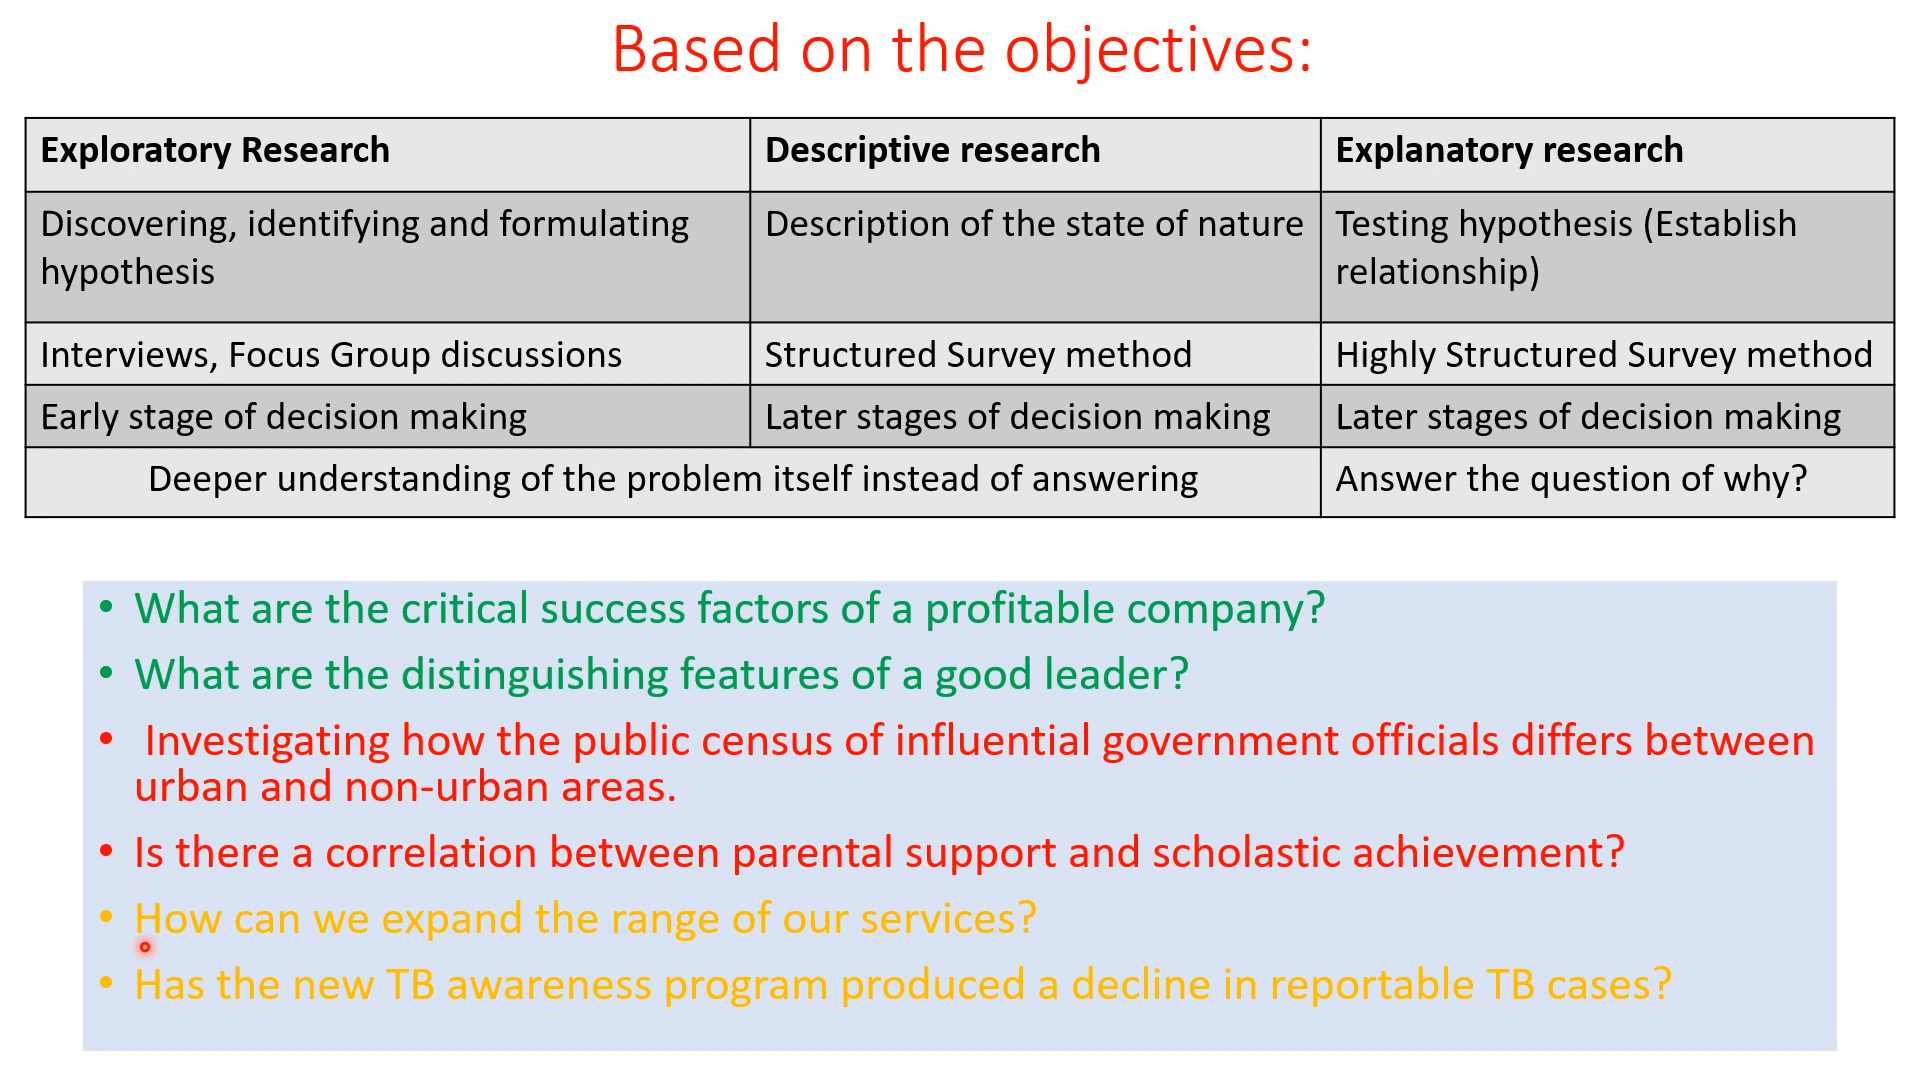 Based on the objectives:
Exploratory Research
Descriptive research
Explanatory research
Discovering, identifying and formulating
hypothesis
Description of the state of nature
Testing hypothesis (Establish
relationship)
Interviews, Focus Group discussions
Structured Survey method
Highly Structured Survey method
Early stage of decision making
Later stages of decision making
Later stages of decision making
Deeper understanding of the problem itself instead of answering
Answer the question of why?
• What are the critical success factors of a profitable company?
• What are the distinguishing features of a good leader?
• Investigating how the public census of influential government officials differs between
urban and non-urban areas.
• Is there a correlation between parental support and scholastic achievement?
• How can we expand the range of our services?
• Has the new TB awareness program produced a decline in reportable TB cases?